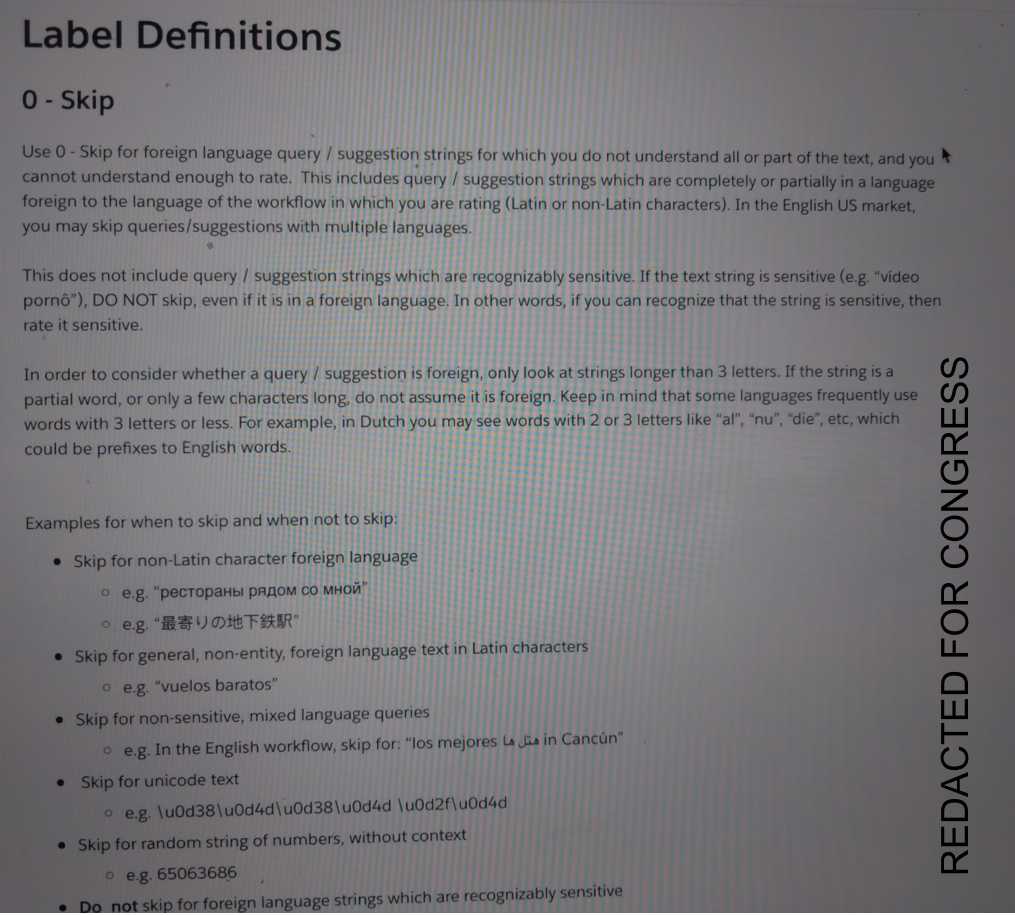 Label Definitions
0 - Skip
Use 0 - Skip for foreign language query / suggestion strings for which you do not understand all or part of the text, and you
cannot understand enough to rate. This includes query / suggestion strings which are completely or partially in a language
foreign to the language of the workflow in which you are rating (Latin or non-Latin characters). In the English US market,
you may skip queries/suggestions with multiple languages.
This does not include query / suggestion strings which are recognizably sensitive. If the text string is sensitive (e.g. “vídeo
pornô”), DO NOT skip, even if it is in a foreign language. In other words, if you can recognize that the string is sensitive, then
rate it sensitive.
In order to consider whether a query / suggestion is foreign, only look at strings longer than 3 letters. If the string is a
partial word, or only a few characters long, do not assume it is foreign. Keep in mind that some languages frequently use
words with 3 letters or less. For example, in Dutch you may see words with 2 or 3 letters like “al”, “nu”, “die”, etc, which
could be prefixes to English words.
Examples for when to skip and when not to skip:
• Skip for non-Latin character foreign language
○ e.g. “рестораны рядом со мной”
○ e.g. “最寄りの地下鉄駅”
• Skip for general, non-entity, foreign language text in Latin characters
○ e.g. “vuelos baratos”
• Skip for non-sensitive, mixed language queries
○ e.g. In the English workflow, skip for: “los mejores هتل ها in Cancún”
• Skip for unicode text
○ e.g. \u0d38\u0d4d\u0d38\u0d4d \u0d2f\u0d4d
• Skip for random string of numbers, without context
○ e.g. 65063686
• Do not skip for foreign language strings which are recognizably sensitive
REDACTED FOR CONGRESS